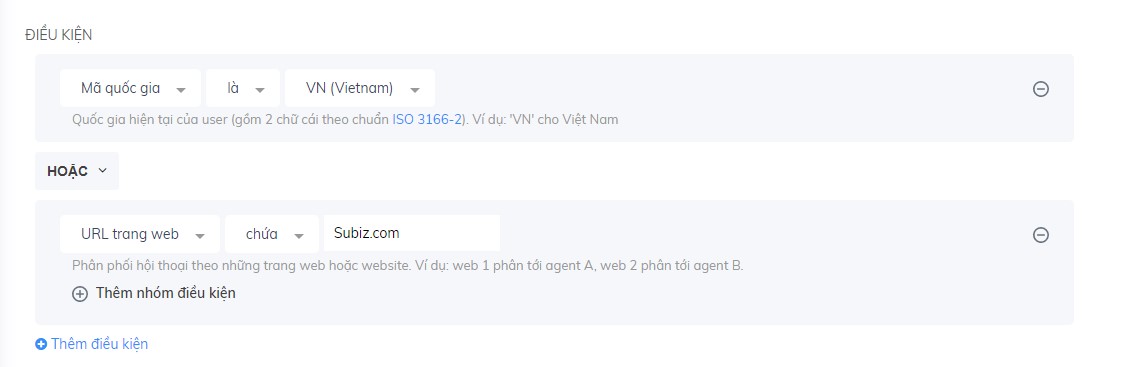 ĐIỀU KIỆN
Mã quốc gia là VN (Vietnam)
Quốc gia hiện tại của user (gồm 2 chữ cái theo chuẩn ISO 3166-2). Ví dụ: 'VN' cho Việt Nam
HOẶC
URL trang web chứa Subiz.com
Phân phối hội thoại theo những trang web hoặc website. Ví dụ: web 1 phân tới agent A, web 2 phân tới agent B.
Thêm nhóm điều kiện
Thêm điều kiện